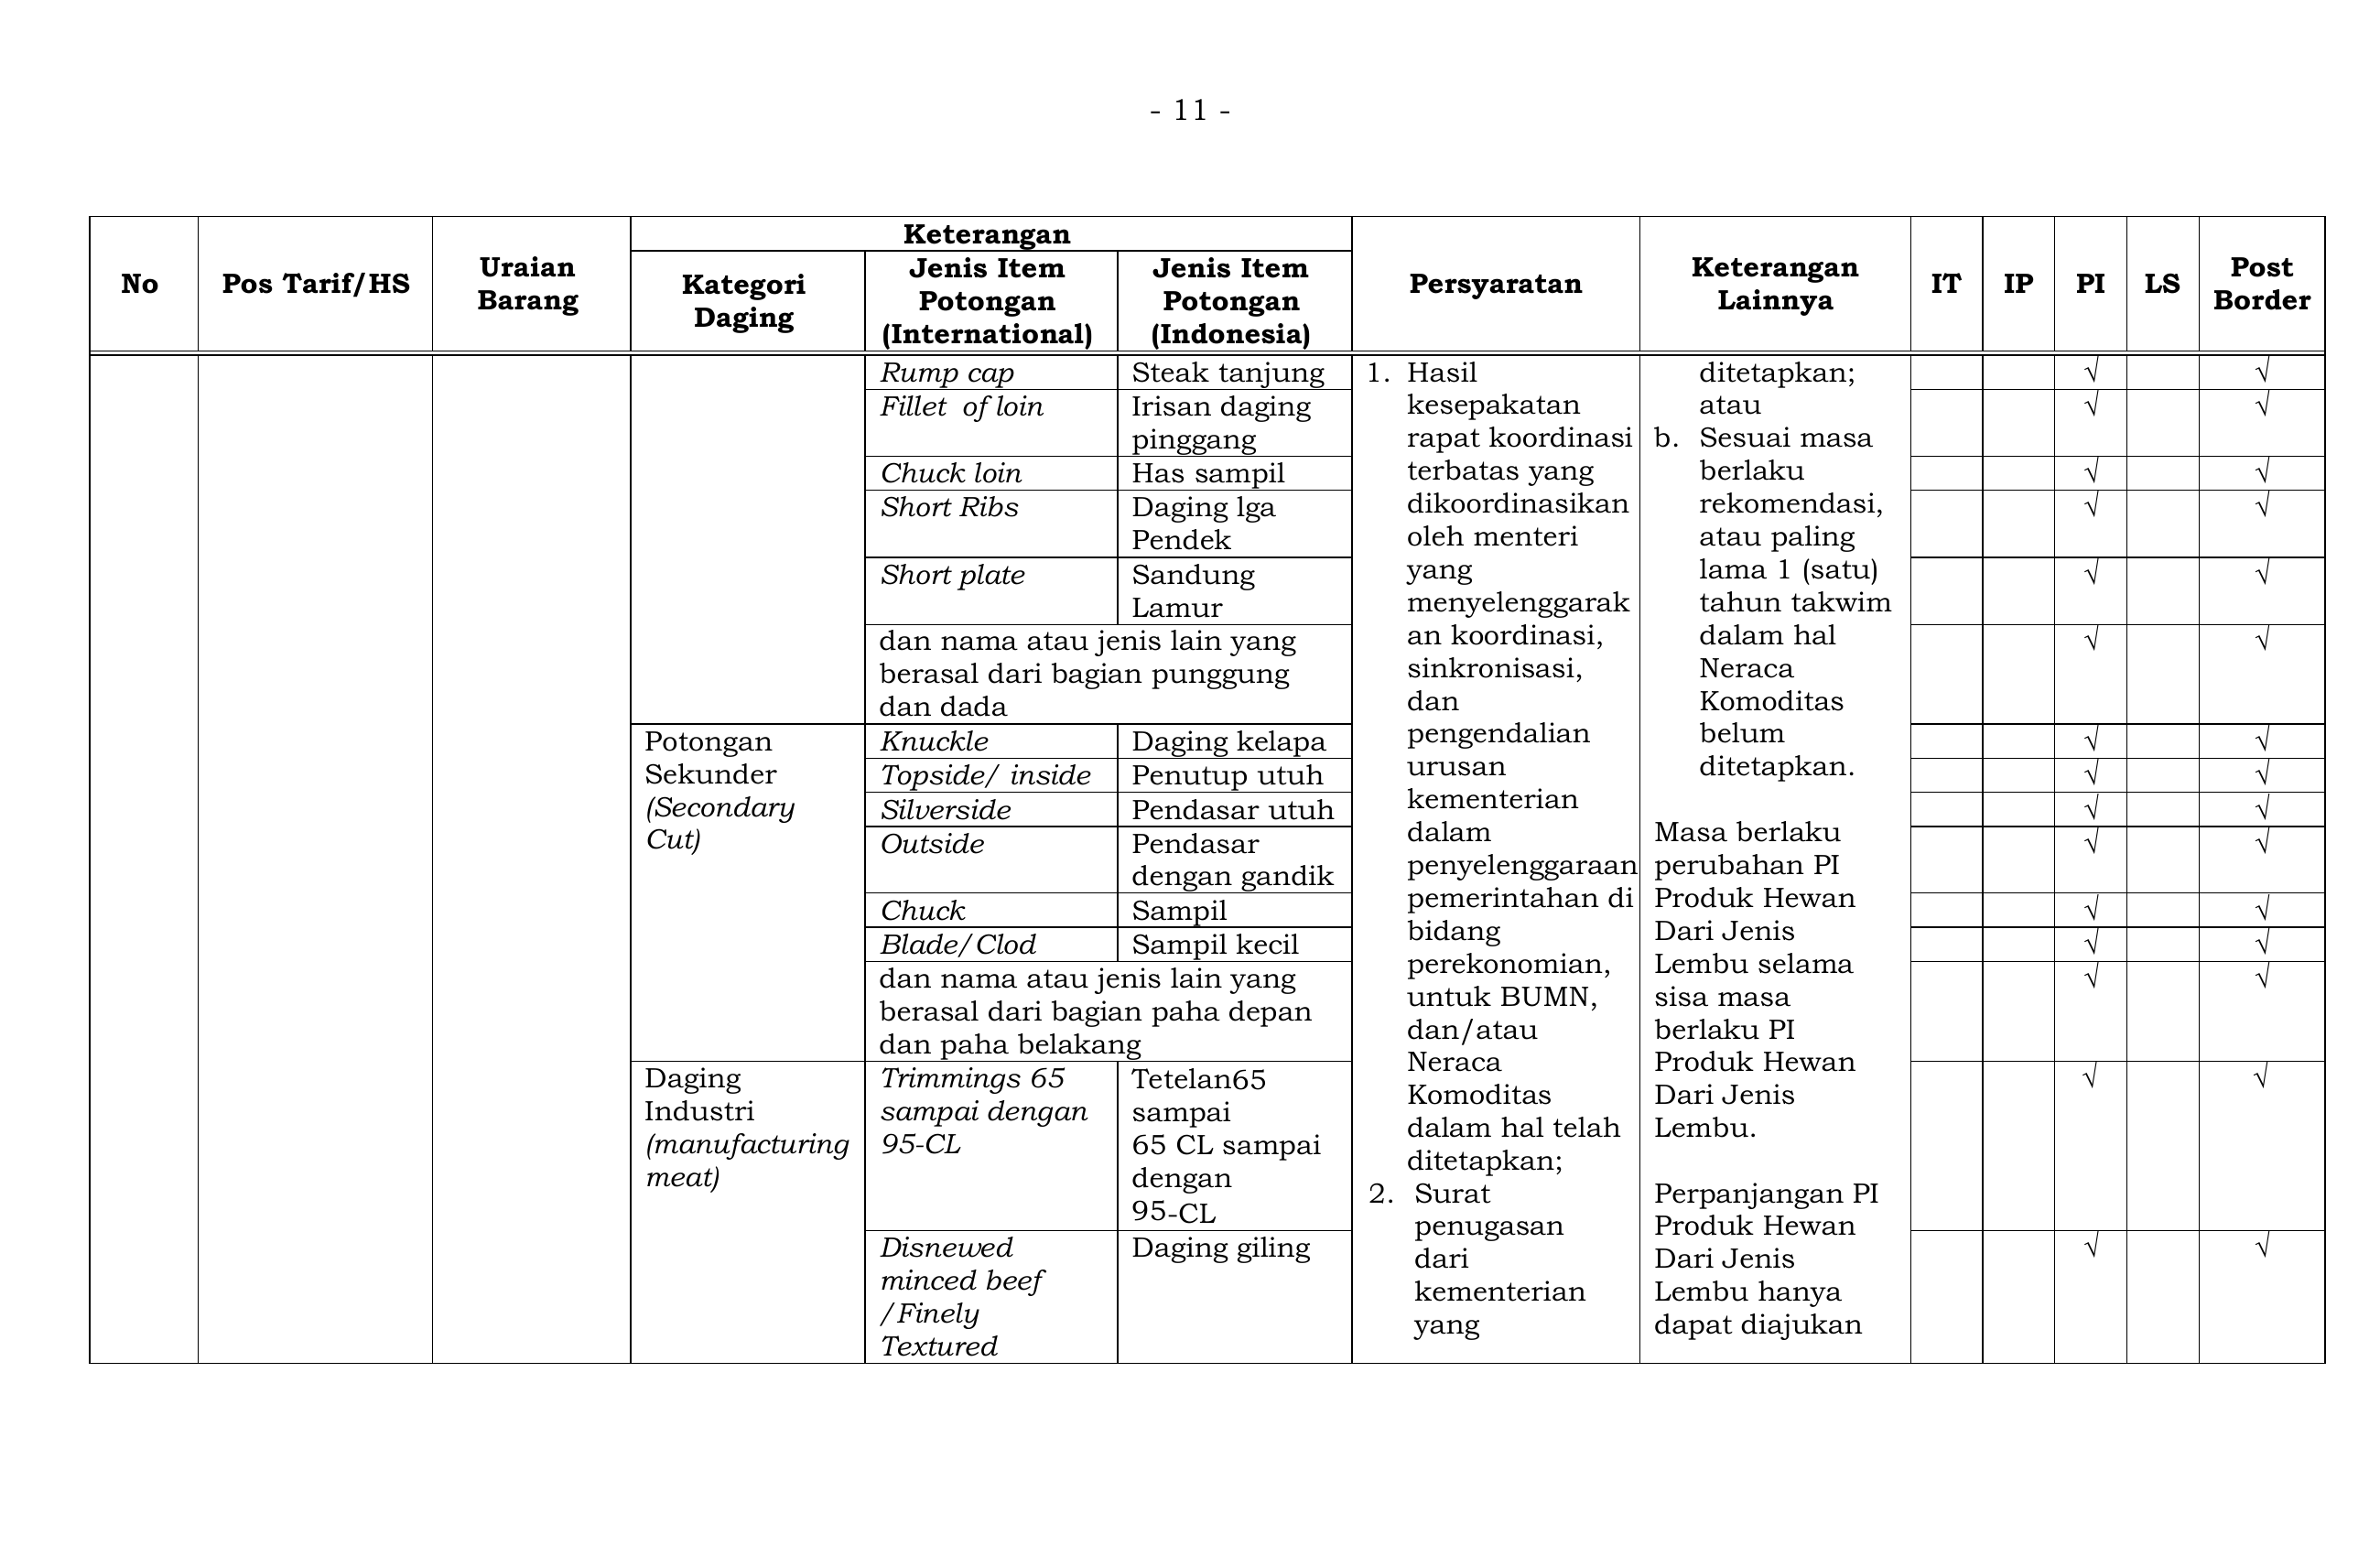 - 11 -
No
Pos Tarif/HS
Uraian
Barang
Keterangan
Kategori
Daging
Jenis Item
Potongan
(International)
Jenis Item
Potongan
(Indonesia)
Persyaratan
Keterangan
Lainnya
IT
IP
PI
LS
Post
Border
Rump cap
Steak tanjung
√
√
Fillet of loin
Irisan daging
pinggang
√
√
Chuck loin
Has sampil
√
√
Short Ribs
Daging lga
Pendek
√
√
Short plate
Sandung
Lamur
√
√
dan nama atau jenis lain yang
berasal dari bagian punggung
dan dada
√
√
Potongan
Sekunder
(Secondary
Cut)
Knuckle
Daging kelapa
√
√
Topside/ inside
Penutup utuh
√
√
Silverside
Pendasar utuh
√
√
Outside
Pendasar
dengan gandik
√
√
Chuck
Sampil
√
√
Blade/Clod
Sampil kecil
√
√
dan nama atau jenis lain yang
berasal dari bagian paha depan
dan paha belakang
√
√
Daging
Industri
(manufacturing
meat)
Trimmings 65
sampai dengan
95-CL
Tetelan65
sampai
65 CL sampai
dengan
95-CL
√
√
Disnewed
minced beef
/Finely
Textured
Daging giling
√
√
1. Hasil
kesepakatan
rapat koordinasi
terbatas yang
dikoordinasikan
oleh menteri
yang
menyelenggarak
an koordinasi,
sinkronisasi,
dan
pengendalian
urusan
kementerian
dalam
penyelenggaraan
pemerintahan di
bidang
perekonomian,
untuk BUMN,
dan/atau
Neraca
Komoditas
dalam hal telah
ditetapkan;
2. Surat
penugasan
dari
kementerian
yang
ditetapkan;
atau
b. Sesuai masa
berlaku
rekomendasi,
atau paling
lama 1 (satu)
tahun takwim
dalam hal
Neraca
Komoditas
belum
ditetapkan.
Masa berlaku
perubahan PI
Produk Hewan
Dari Jenis
Lembu selama
sisa masa
berlaku PI
Produk Hewan
Dari Jenis
Lembu.
Perpanjangan PI
Produk Hewan
Dari Jenis
Lembu hanya
dapat diajukan